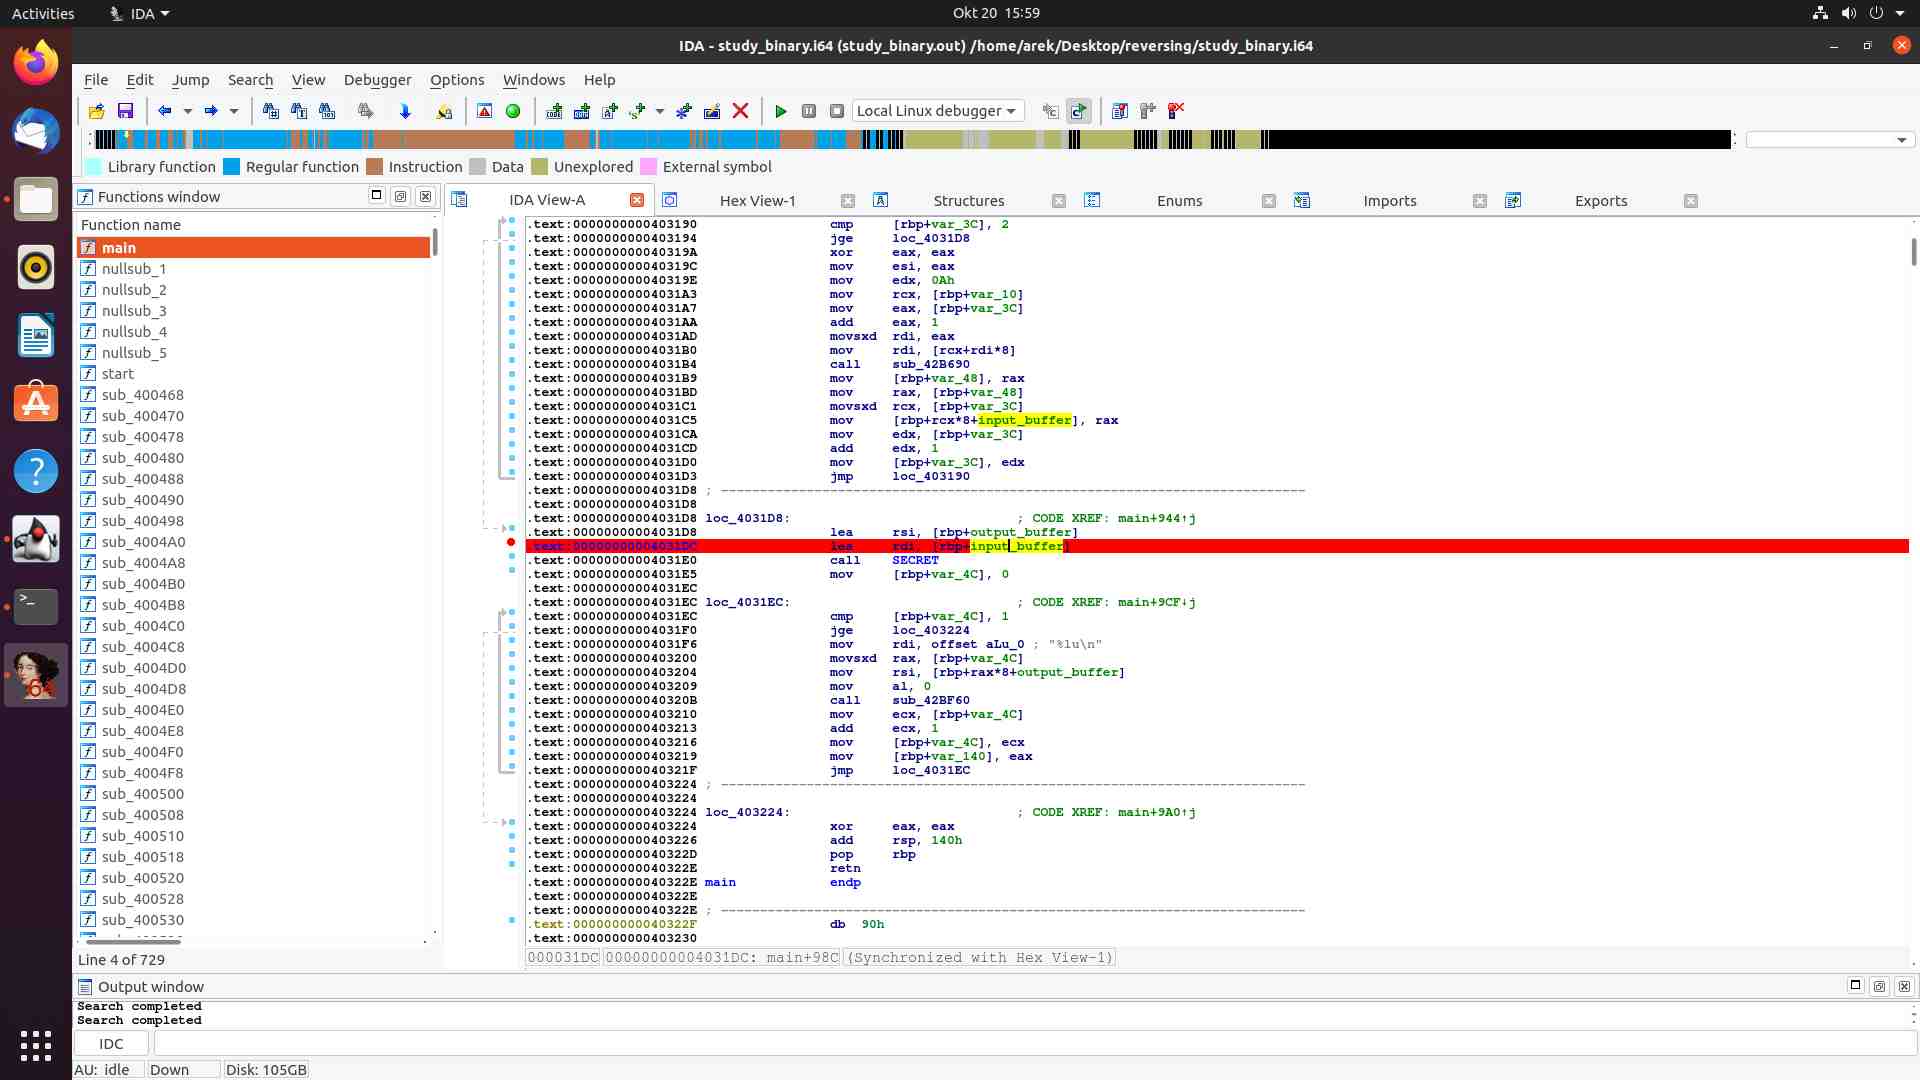 Activities
IDA
Okt 20 15:59
IDA - study_binary.i64 (study_binary.out) /home/arek/Desktop/reversing/study_binary.i64
File Edit Jump Search View Debugger Options Windows Help
Local Linux debugger
Library function Regular function Instruction Data Unexplored External symbol
Functions window
Function name
main
nullsub_1
nullsub_2
nullsub_3
nullsub_4
nullsub_5
start
sub_400468
sub_400470
sub_400478
sub_400480
sub_400488
sub_400490
sub_400498
sub_4004A0
sub_4004A8
sub_4004B0
sub_4004B8
sub_4004C0
sub_4004C8
sub_4004D0
sub_4004D8
sub_4004E0
sub_4004E8
sub_4004F0
sub_4004F8
sub_400500
sub_400508
sub_400510
sub_400518
sub_400520
sub_400528
sub_400530
Line 4 of 729
IDA View-A Hex View-1 Structures Enums Imports Exports
.text:0000000000403190 cmp [rbp+var_3C], 2
.text:0000000000403194 jge loc_4031D8
.text:000000000040319A xor eax, eax
.text:000000000040319C mov esi, eax
.text:000000000040319E mov edx, 0Ah
.text:00000000004031A3 mov rcx, [rbp+var_10]
.text:00000000004031A7 mov eax, [rbp+var_3C]
.text:00000000004031AA add eax, 1
.text:00000000004031AD movsxd rdi, eax
.text:00000000004031B0 mov rdi, [rcx+rdi*8]
.text:00000000004031B4 call sub_42B690
.text:00000000004031B9 mov [rbp+var_48], rax
.text:00000000004031BD mov rax, [rbp+var_48]
.text:00000000004031C1 movsxd rcx, [rbp+var_3C]
.text:00000000004031C5 mov [rbp+rcx*8+input_buffer], rax
.text:00000000004031CA mov edx, [rbp+var_3C]
.text:00000000004031CD add edx, 1
.text:00000000004031D0 mov [rbp+var_3C], edx
.text:00000000004031D3 jmp loc_403190
.text:00000000004031D8 ; ---------------------------------------------------------------------------
.text:00000000004031D8
.text:00000000004031D8 loc_4031D8: ; CODE XREF: main+944↑j
.text:00000000004031D8 lea rsi, [rbp+output_buffer]
.text:00000000004031DC lea rdi, [rbp+input_buffer]
.text:00000000004031E0 call SECRET
.text:00000000004031E5 mov [rbp+var_4C], 0
.text:00000000004031EC
.text:00000000004031EC loc_4031EC: ; CODE XREF: main+9CF↓j
.text:00000000004031EC cmp [rbp+var_4C], 1
.text:00000000004031F0 jge loc_403224
.text:00000000004031F6 mov rdi, offset aLu_0 ; "%lu\n"
.text:0000000000403200 movsxd rax, [rbp+var_4C]
.text:0000000000403204 mov rsi, [rbp+rax*8+output_buffer]
.text:0000000000403209 mov al, 0
.text:000000000040320B call sub_42BF60
.text:0000000000403210 mov ecx, [rbp+var_4C]
.text:0000000000403213 add ecx, 1
.text:0000000000403216 mov [rbp+var_4C], ecx
.text:0000000000403219 mov [rbp+var_140], eax
.text:000000000040321F jmp loc_4031EC
.text:0000000000403224 ; ---------------------------------------------------------------------------
.text:0000000000403224
.text:0000000000403224 loc_403224: ; CODE XREF: main+9A0↑j
.text:0000000000403224 xor eax, eax
.text:0000000000403226 add rsp, 140h
.text:000000000040322D pop rbp
.text:000000000040322E retn
.text:000000000040322E main endp
.text:000000000040322E
.text:000000000040322E ; ---------------------------------------------------------------------------
.text:000000000040322F db 90h
.text:0000000000403230
000031DC 00000000004031DC: main+98C (Synchronized with Hex View-1)
Output window
Search completed
Search completed
IDC
AU: idle Down Disk: 105GB